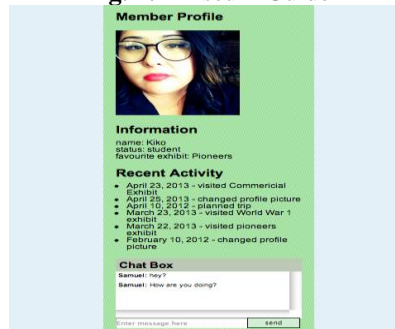 Member Profile
Information
name: Kiko
status: student
favourite exhibit: Pioneers
Recent Activity
April 23, 2013 - visited Commericial
Exhibit
April 25, 2013 - changed profile picture
April 10, 2012 - planned trip
March 23, 2013 - visited World War 1
exhibit
March 22, 2013 - visited pioneers
exhibit
February 10, 2012 - changed profile
picture
Chat Box
Samuel: hey?
Samuel: How are you doing?
Enter message here
send